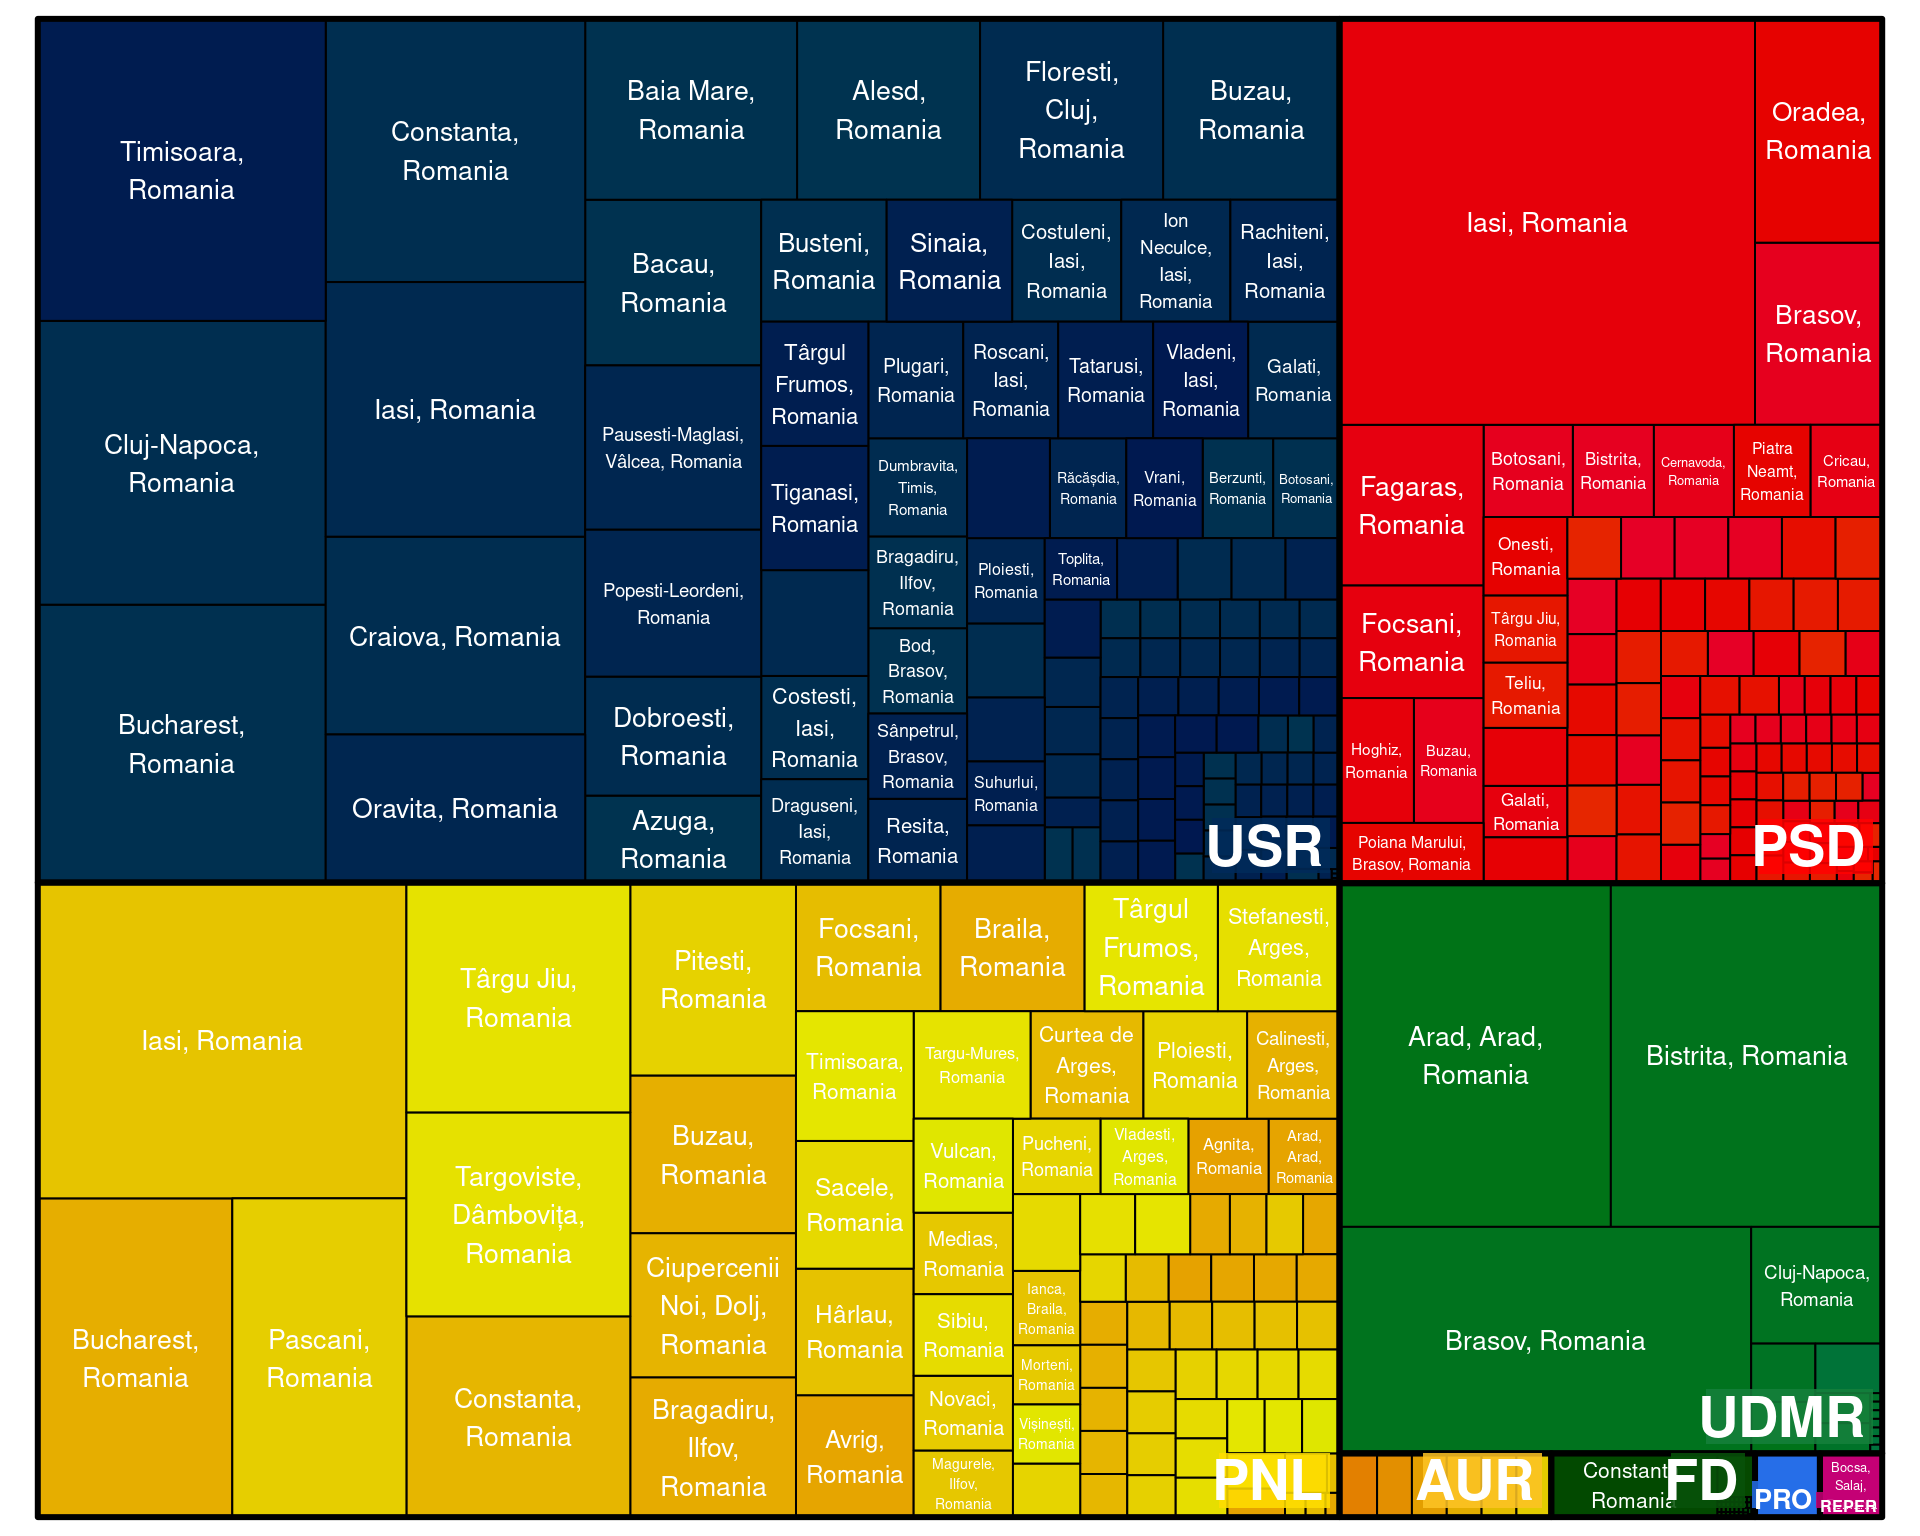 Timisoara,
Romania
Cluj-Napoca,
Romania
Bucharest,
Romania
Constanta,
Romania
Iasi, Romania
Craiova, Romania
Oravita, Romania
Baia Mare,
Romania
Alesd,
Romania
Floresti,
Cluj,
Romania
Buzau,
Romania
Bacau,
Romania
Pausesti-Maglasi,
Vâlcea, Romania
Popesti-Leordeni,
Romania
Dobroesti,
Romania
Azuga,
Romania
Busteni,
Romania
Sinaia,
Romania
Costuleni,
Iasi,
Romania
Ion
Neculce,
Iasi,
Romania
Rachiteni,
Iasi,
Romania
Târgul
Frumos,
Romania
Tiganasi,
Romania
Costesti,
Iasi,
Romania
Draguseni,
Iasi,
Romania
Plugari,
Romania
Roscani,
Iasi,
Romania
Tatarusi,
Romania
Vladeni,
Iasi,
Romania
Galati,
Romania
Dumbravita,
Timis,
Romania
Bragadiru,
Ilfov,
Romania
Bod,
Brasov,
Romania
Sânpetrul,
Brasov,
Romania
Resita,
Romania
Răcășdia,
Romania
Vrani,
Romania
Berzunti,
Romania
Botosani,
Romania
Ploiesti,
Romania
Toplita,
Romania
Suhurlui,
Romania
USR
Iasi, Romania
Oradea,
Romania
Brasov,
Romania
Fagaras,
Romania
Focsani,
Romania
Hoghiz,
Romania
Buzau,
Romania
Poiana Marului,
Brasov, Romania
Botosani,
Romania
Bistrita,
Romania
Cernavoda,
Romania
Piatra
Neamt,
Romania
Cricau,
Romania
Onesti,
Romania
Târgu Jiu,
Romania
Teliu,
Romania
Galati,
Romania
PSD
Iasi, Romania
Bucharest,
Romania
Pascani,
Romania
Târgu Jiu,
Romania
Targoviste,
Dâmbovița,
Romania
Constanta,
Romania
Pitesti,
Romania
Buzau,
Romania
Ciupercenii
Noi, Dolj,
Romania
Bragadiru,
Ilfov,
Romania
Focsani,
Romania
Braila,
Romania
Târgul
Frumos,
Romania
Stefanesti,
Arges,
Romania
Timisoara,
Romania
Sacele,
Romania
Hârlau,
Romania
Avrig,
Romania
Targu-Mures,
Romania
Curtea de
Arges,
Romania
Ploiesti,
Romania
Calinesti,
Arges,
Romania
Vulcan,
Romania
Medias,
Romania
Sibiu,
Romania
Novaci,
Romania
Magurele,
Ilfov,
Romania
Pucheni,
Romania
Vladesti,
Arges,
Romania
Agnita,
Romania
Arad,
Arad,
Romania
Ianca,
Braila,
Romania
Morteni,
Romania
Vișinești,
Romania
PNL
Arad, Arad,
Romania
Bistrita, Romania
Brasov, Romania
Cluj-Napoca,
Romania
UDMR
AUR
Romania
FD
PRO
Bocsa,
Salaj,
REPER